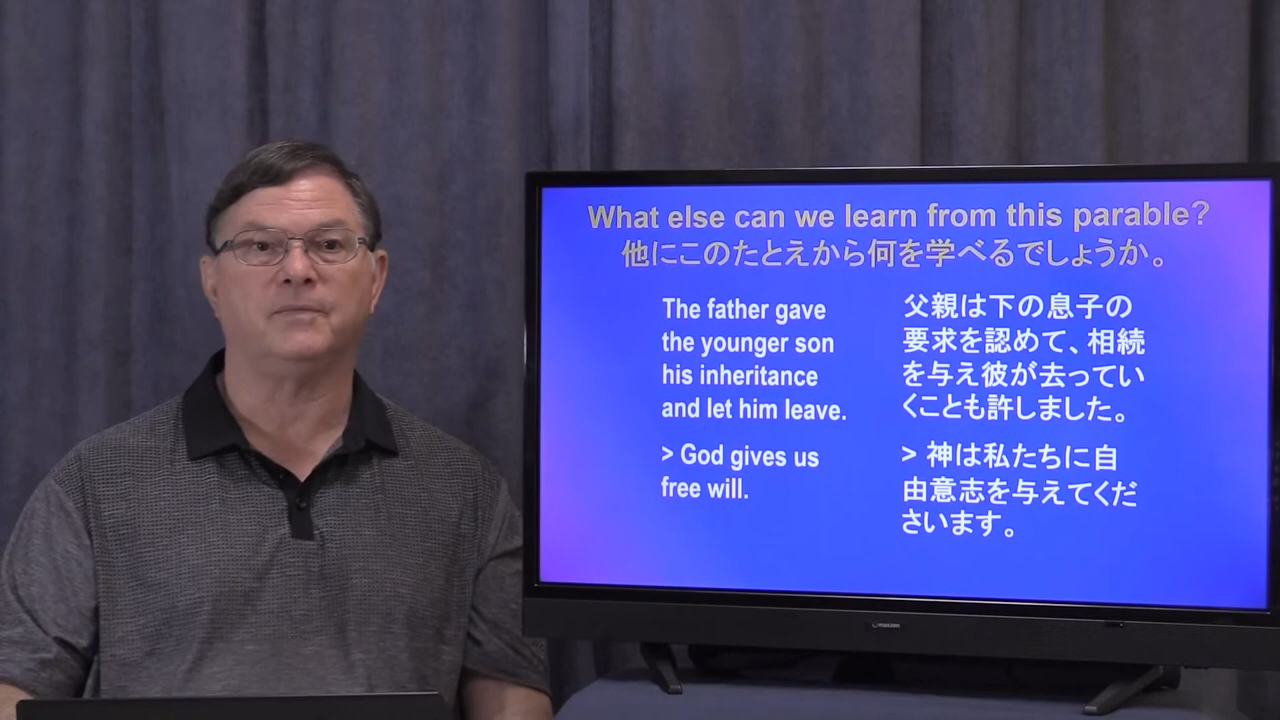 What else can we learn from this parable?
他にこのたとえから何を学べるでしょうか。
The father gave
the younger son
his inheritance
and let him leave.
> God gives us
free will.
父親は下の息子の
要求を認めて、相続
を与え彼が去ってい
くことも許しました。
> 神は私たちに自
由意志を与えてくだ
さいます。
maxzen